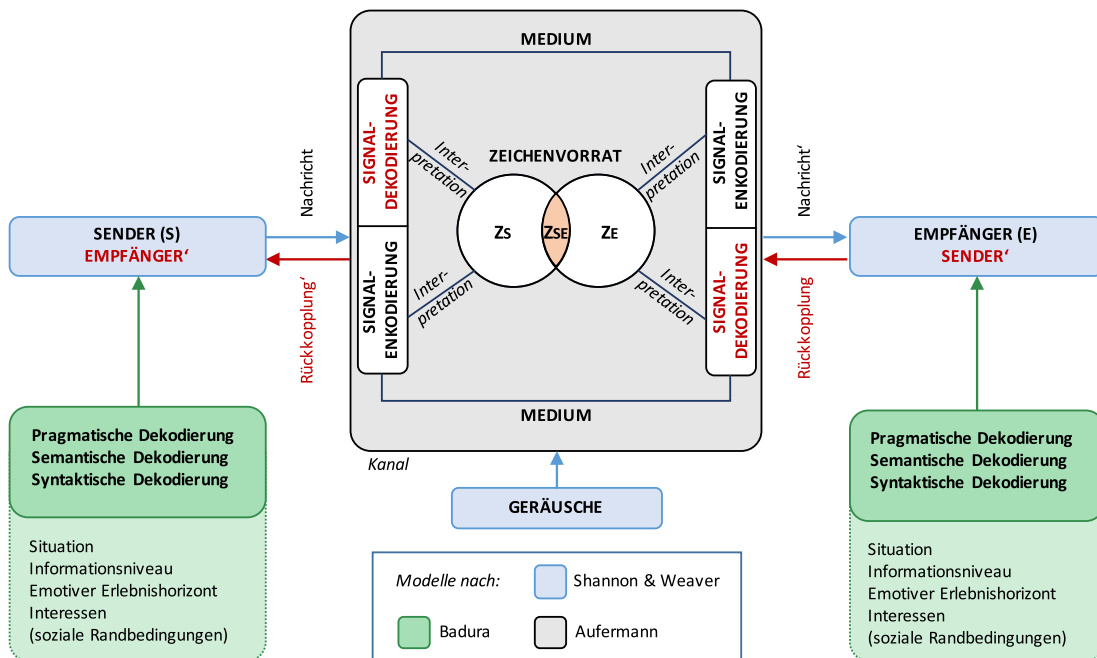 MEDIUM
SIGNAL-
DEKODIERUNG
SIGNAL-
ENKODIERUNG
Inter-
pretation
Inter-
pretation
ZEICHENVORRAT
ZS
ZSE
ZE
Inter-
pretation
Inter-
pretation
SIGNAL-
ENKODIERUNG
SIGNAL-
DEKODIERUNG
MEDIUM
Kanal
Nachricht
Rückkopplung‘
Nachricht‘
Rückkopplung
SENDER (S)
EMPFÄNGER‘
EMPFÄNGER (E)
SENDER‘
GERÄUSCHE
Pragmatische Dekodierung
Semantische Dekodierung
Syntaktische Dekodierung
Situation
Informationsniveau
Emotiver Erlebnishorizont
Interessen
(soziale Randbedingungen)
Pragmatische Dekodierung
Semantische Dekodierung
Syntaktische Dekodierung
Situation
Informationsniveau
Emotiver Erlebnishorizont
Interessen
(soziale Randbedingungen)
Modelle nach:
Shannon & Weaver
Badura
Aufermann